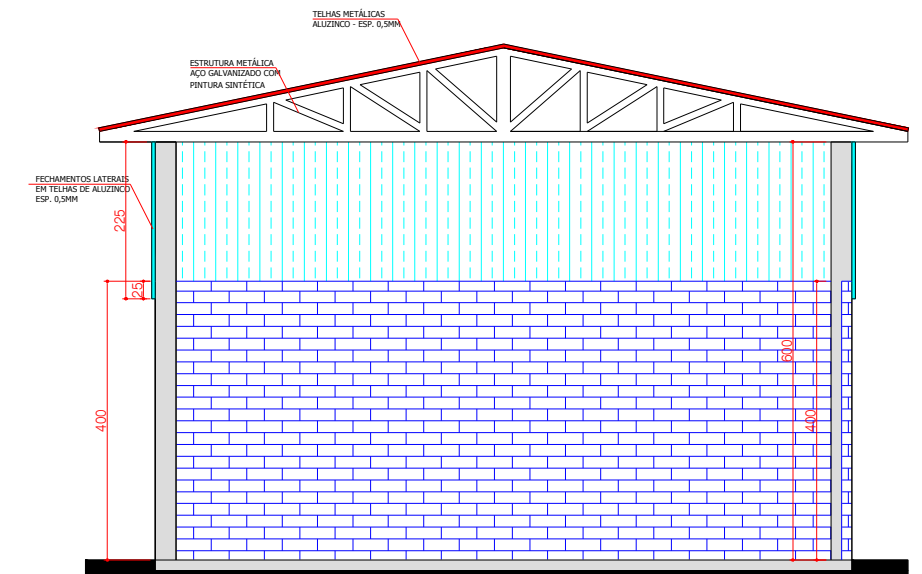 TELHAS METÁLICAS
ALUZINCO - ESP. 0,5MM
ESTRUTURA METÁLICA
AÇO GALVANIZADO COM
PINTURA SINTÉTICA
FECHAMENTOS LATERAIS
EM TELHAS DE ALUZINCO
ESP. 0,5MM
225
25
400
600
400